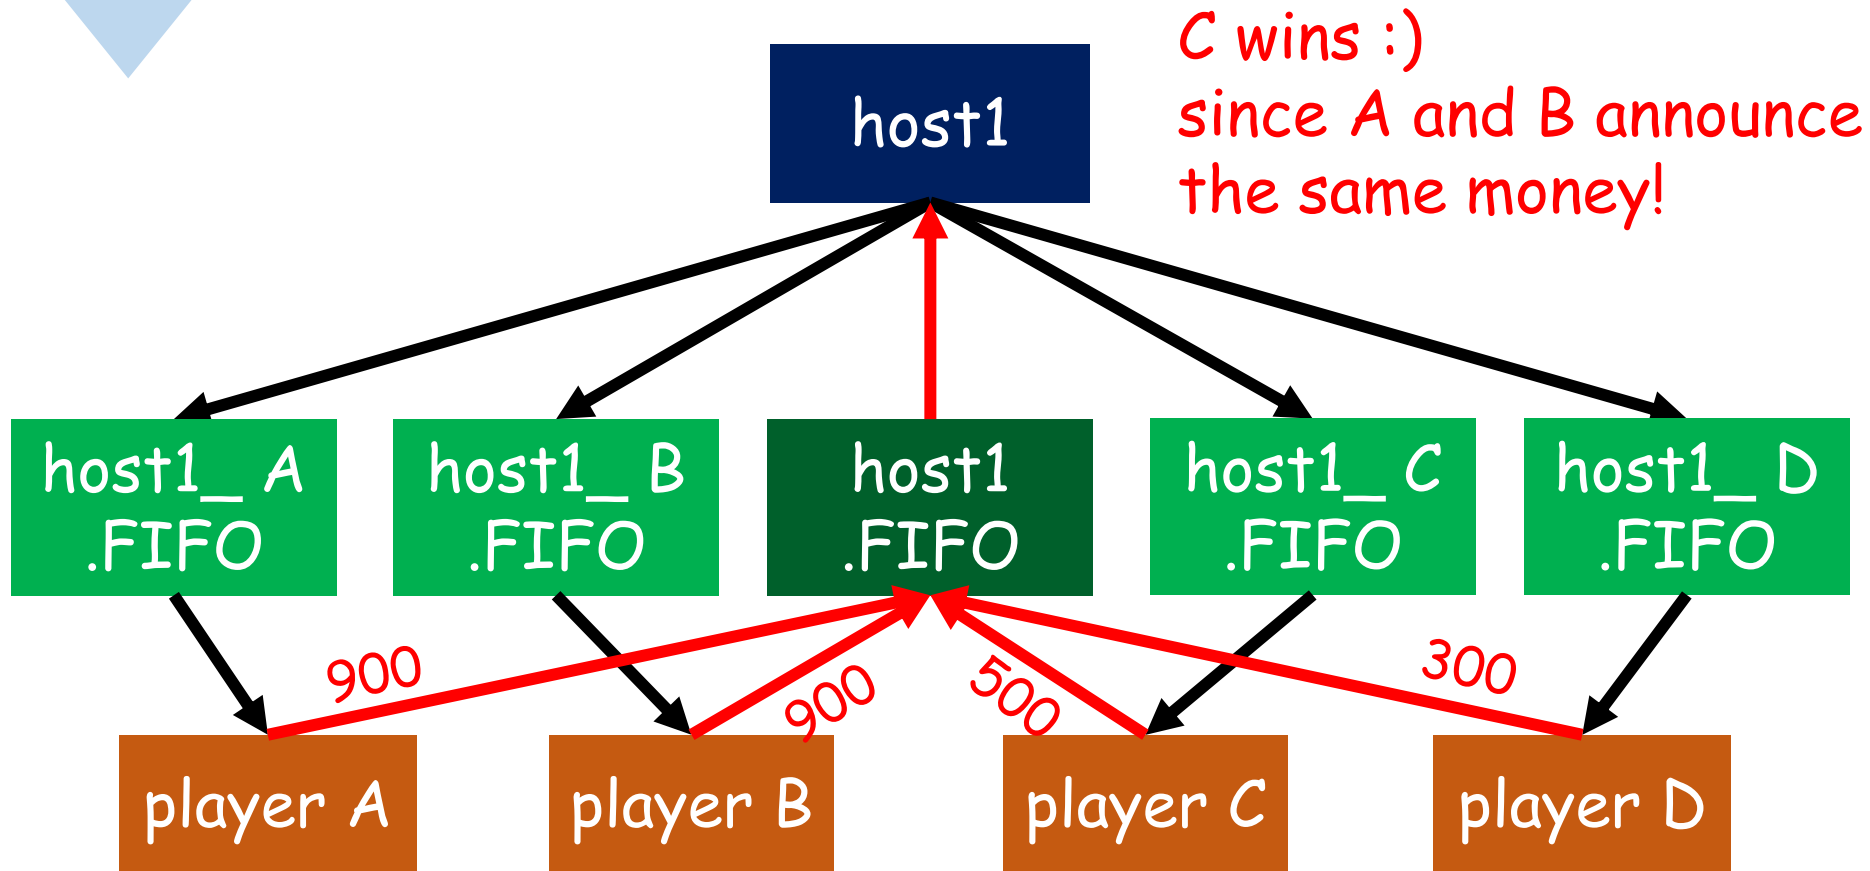 C wins :)
since A and B announce
the same money!
host1
host1_ A
.FIFO
host1_ B
.FIFO
host1
.FIFO
host1_ C
.FIFO
host1_ D
.FIFO
900
900
500
300
player A
player B
player C
player D